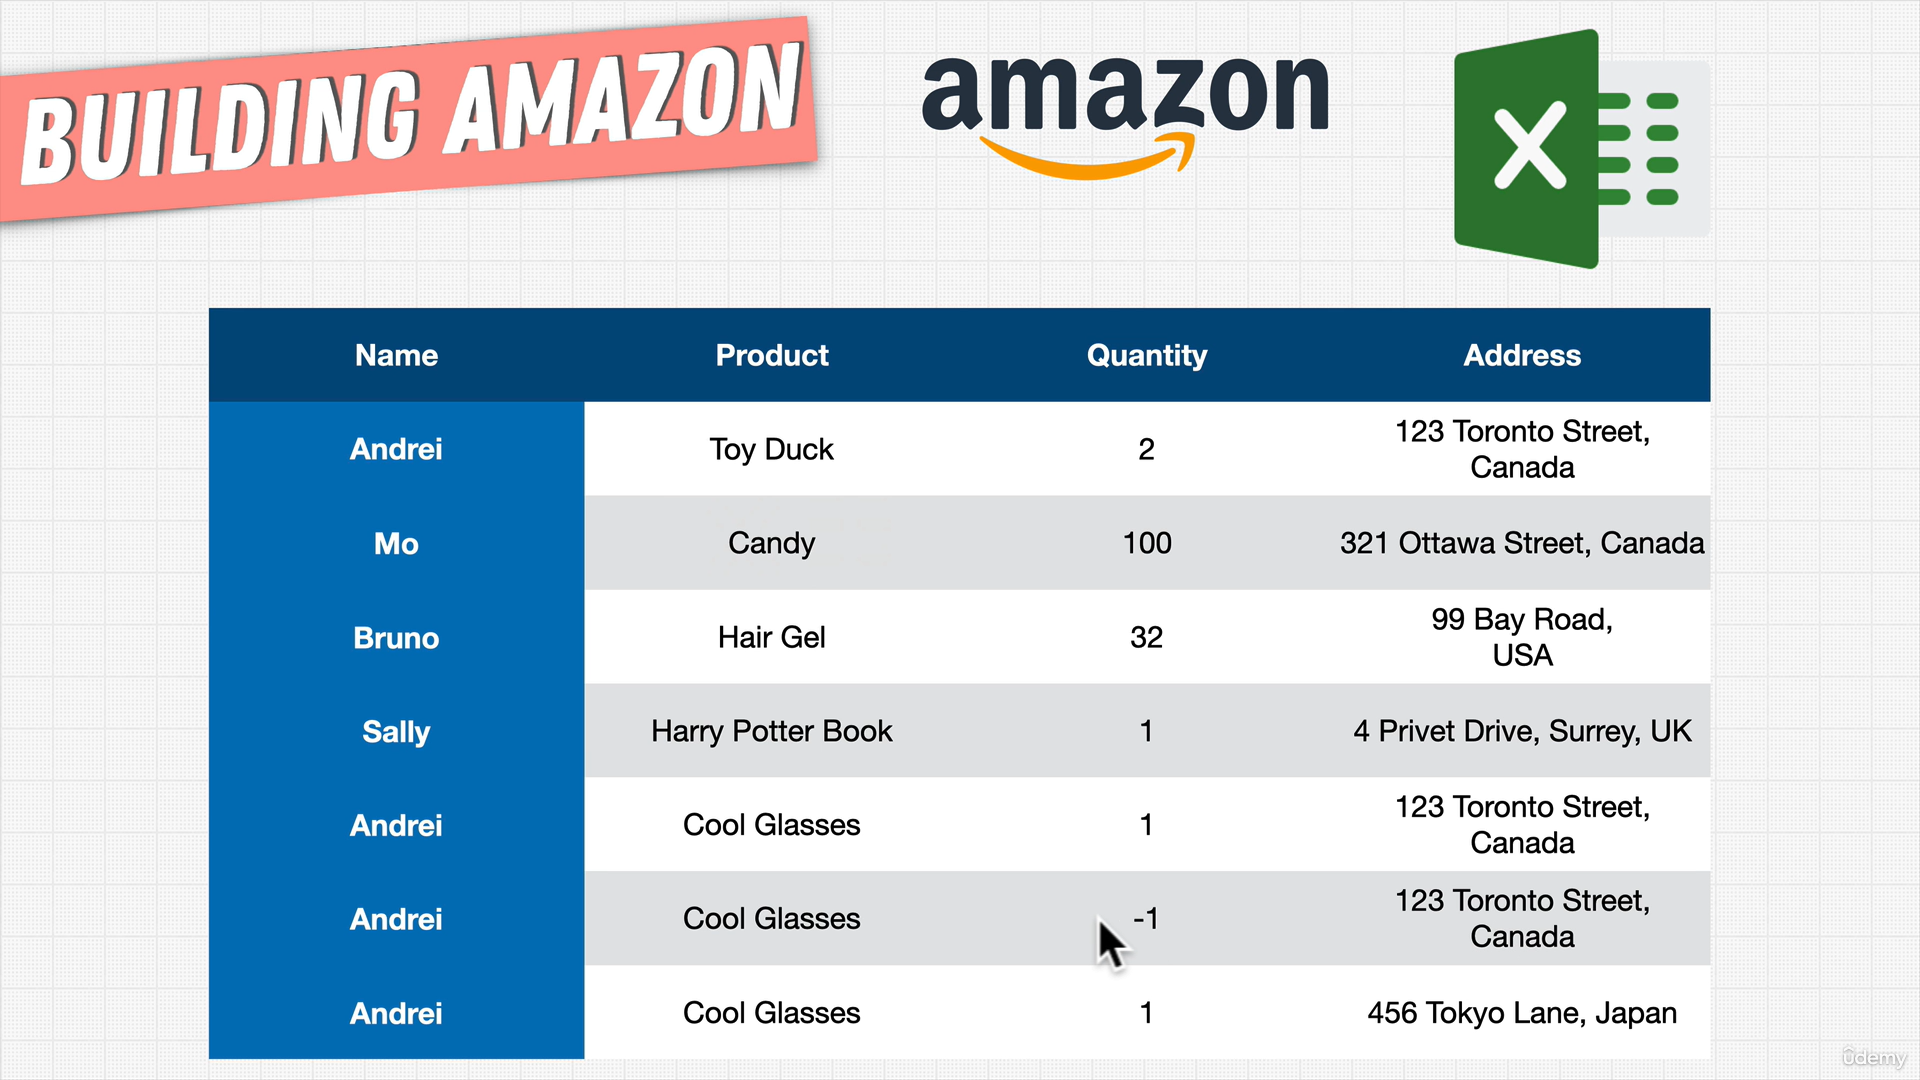 BUILDING AMAZON
amazon
X
Name Product Quantity Address
Andrei Toy Duck 2 123 Toronto Street,
Canada
Mo Candy 100 321 Ottawa Street, Canada
Bruno Hair Gel 32 99 Bay Road,
USA
Sally Harry Potter Book 1 4 Privet Drive, Surrey, UK
Andrei Cool Glasses 1 123 Toronto Street,
Canada
Andrei Cool Glasses -1 123 Toronto Street,
Canada
Andrei Cool Glasses 1 456 Tokyo Lane, Japan
udemy